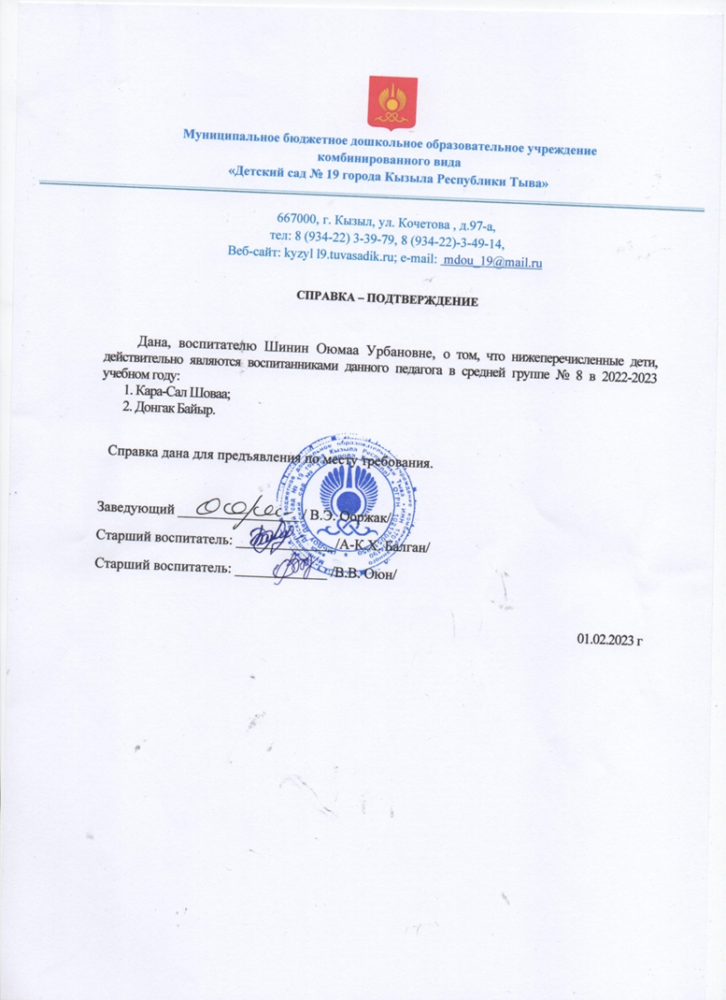 Муниципальное бюджетное дошкольное образовательное учреждение
комбинированного вида
«Детский сад № 19 города Кызыла Республики Тыва»
667000, г. Кызыл, ул. Кочетова , д.97-а,
тел: 8 (934-22) 3-39-79, 8 (934-22)-3-49-14,
Веб-сайт: kyzyl l9.tuvasadik.ru; e-mail: mdou_19@mail.ru
СПРАВКА – ПОДТВЕРЖДЕНИЕ
Дана, воспитателю Шинин Оюмаа Урбановне, о том, что нижеперечисленные дети,
действительно являются воспитанниками данного педагога в средней группе № 8 в 2022-2023
учебном году:
1. Кара-Сал Шоваа;
2. Донгак Байыр.
Справка дана для предъявления по месту требования.
Заведующий ____________________/ В.Э. Ооржак/
Старший воспитатель: ______________/А-К.Х. Балган/
Старший воспитатель: _____________ /В.В. Оюн/
01.02.2023 г